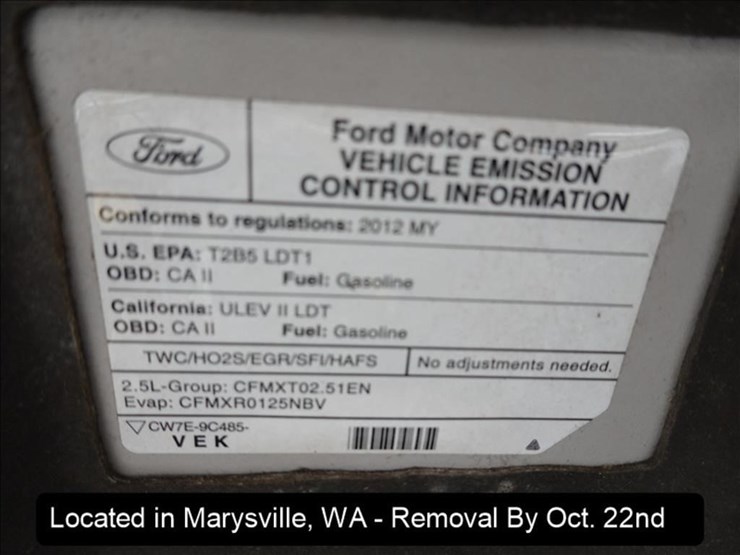 Ford
Ford Motor Company
VEHICLE EMISSION
CONTROL INFORMATION
Conforms to regulations: 2012 MY
U.S. EPA: T2B5 LDT1
OBD: CA II Fuel: Gasoline
California: ULEV II LDT
OBD: CA II Fuel: Gasoline
TWC/HO2S/EGR/SFI/HAFS No adjustments needed.
2.5L-Group: CFMXT02.51EN
Evap: CFMXR0125NBV
CW7E-9C485-
VEK
Located in Marysville, WA - Removal By Oct. 22nd